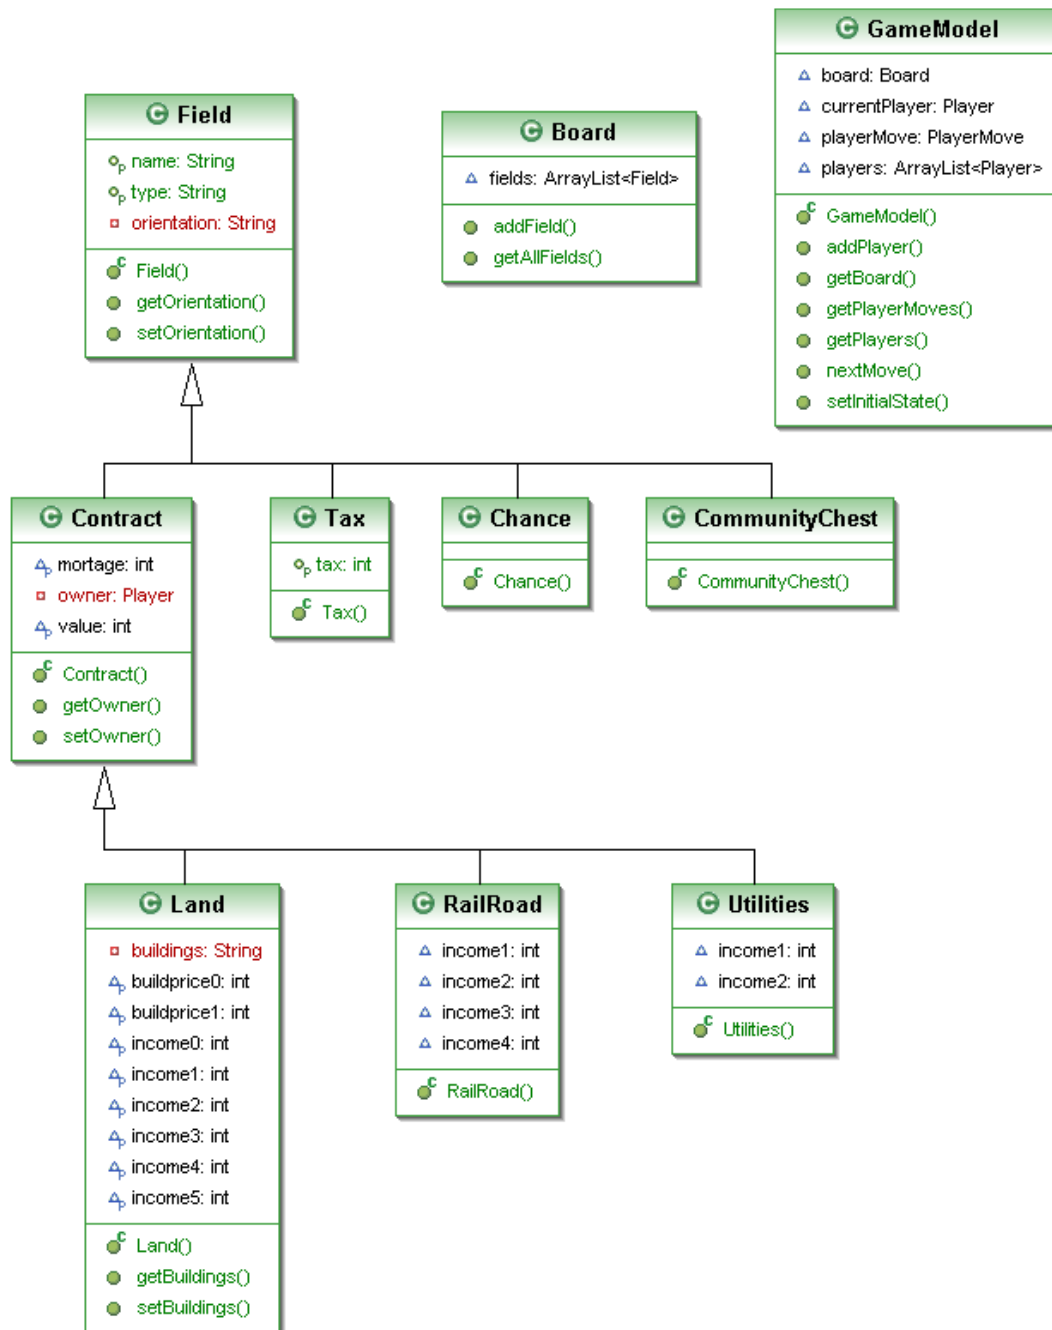 GameModel
board: Board
currentPlayer: Player
playerMove: PlayerMove
players: ArrayList<Player>
GameModel()
addPlayer()
getBoard()
getPlayerMoves()
getPlayers()
nextMove()
setInitialState()
Field
name: String
type: String
orientation: String
Field()
getOrientation()
setOrientation()
Board
fields: ArrayList<Field>
addField()
getAllFields()
Contract
mortage: int
owner: Player
value: int
Contract()
getOwner()
setOwner()
Tax
tax: int
Tax()
Chance
Chance()
CommunityChest
CommunityChest()
Land
buildings: String
buildprice0: int
buildprice1: int
income0: int
income1: int
income2: int
income3: int
income4: int
income5: int
Land()
getBuildings()
setBuildings()
RailRoad
income1: int
income2: int
income3: int
income4: int
RailRoad()
Utilities
income1: int
income2: int
Utilities()